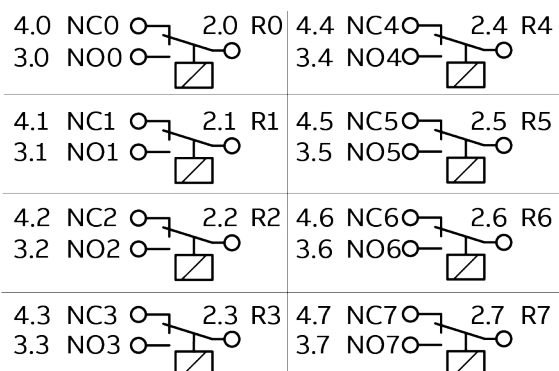 4.0 NC0 2.0 R0
3.0 NO0
4.4 NC4 2.4 R4
3.4 NO4
4.1 NC1 2.1 R1
3.1 NO1
4.5 NC5 2.5 R5
3.5 NO5
4.2 NC2 2.2 R2
3.2 NO2
4.6 NC6 2.6 R6
3.6 NO6
4.3 NC3 2.3 R3
3.3 NO3
4.7 NC7 2.7 R7
3.7 NO7